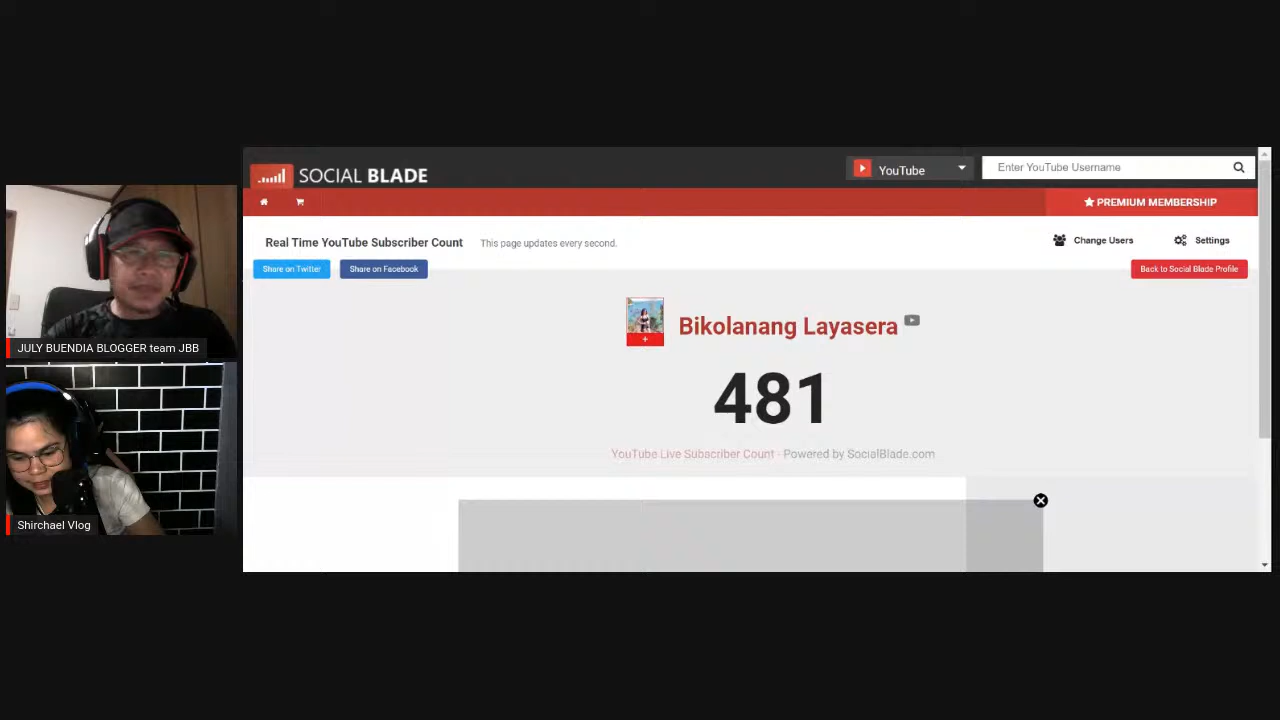 SOCIAL BLADE
YouTube
Enter YouTube Username
PREMIUM MEMBERSHIP
Real Time YouTube Subscriber Count
This page updates every second.
Change Users
Settings
Share on Twitter
Share on Facebook
Back to Social Blade Profile
Bikolanang Layasera
481
YouTube Live Subscriber Count - Powered by SocialBlade.com
JULY BUENDIA BLOGGER team JBB
Shirchael Vlog